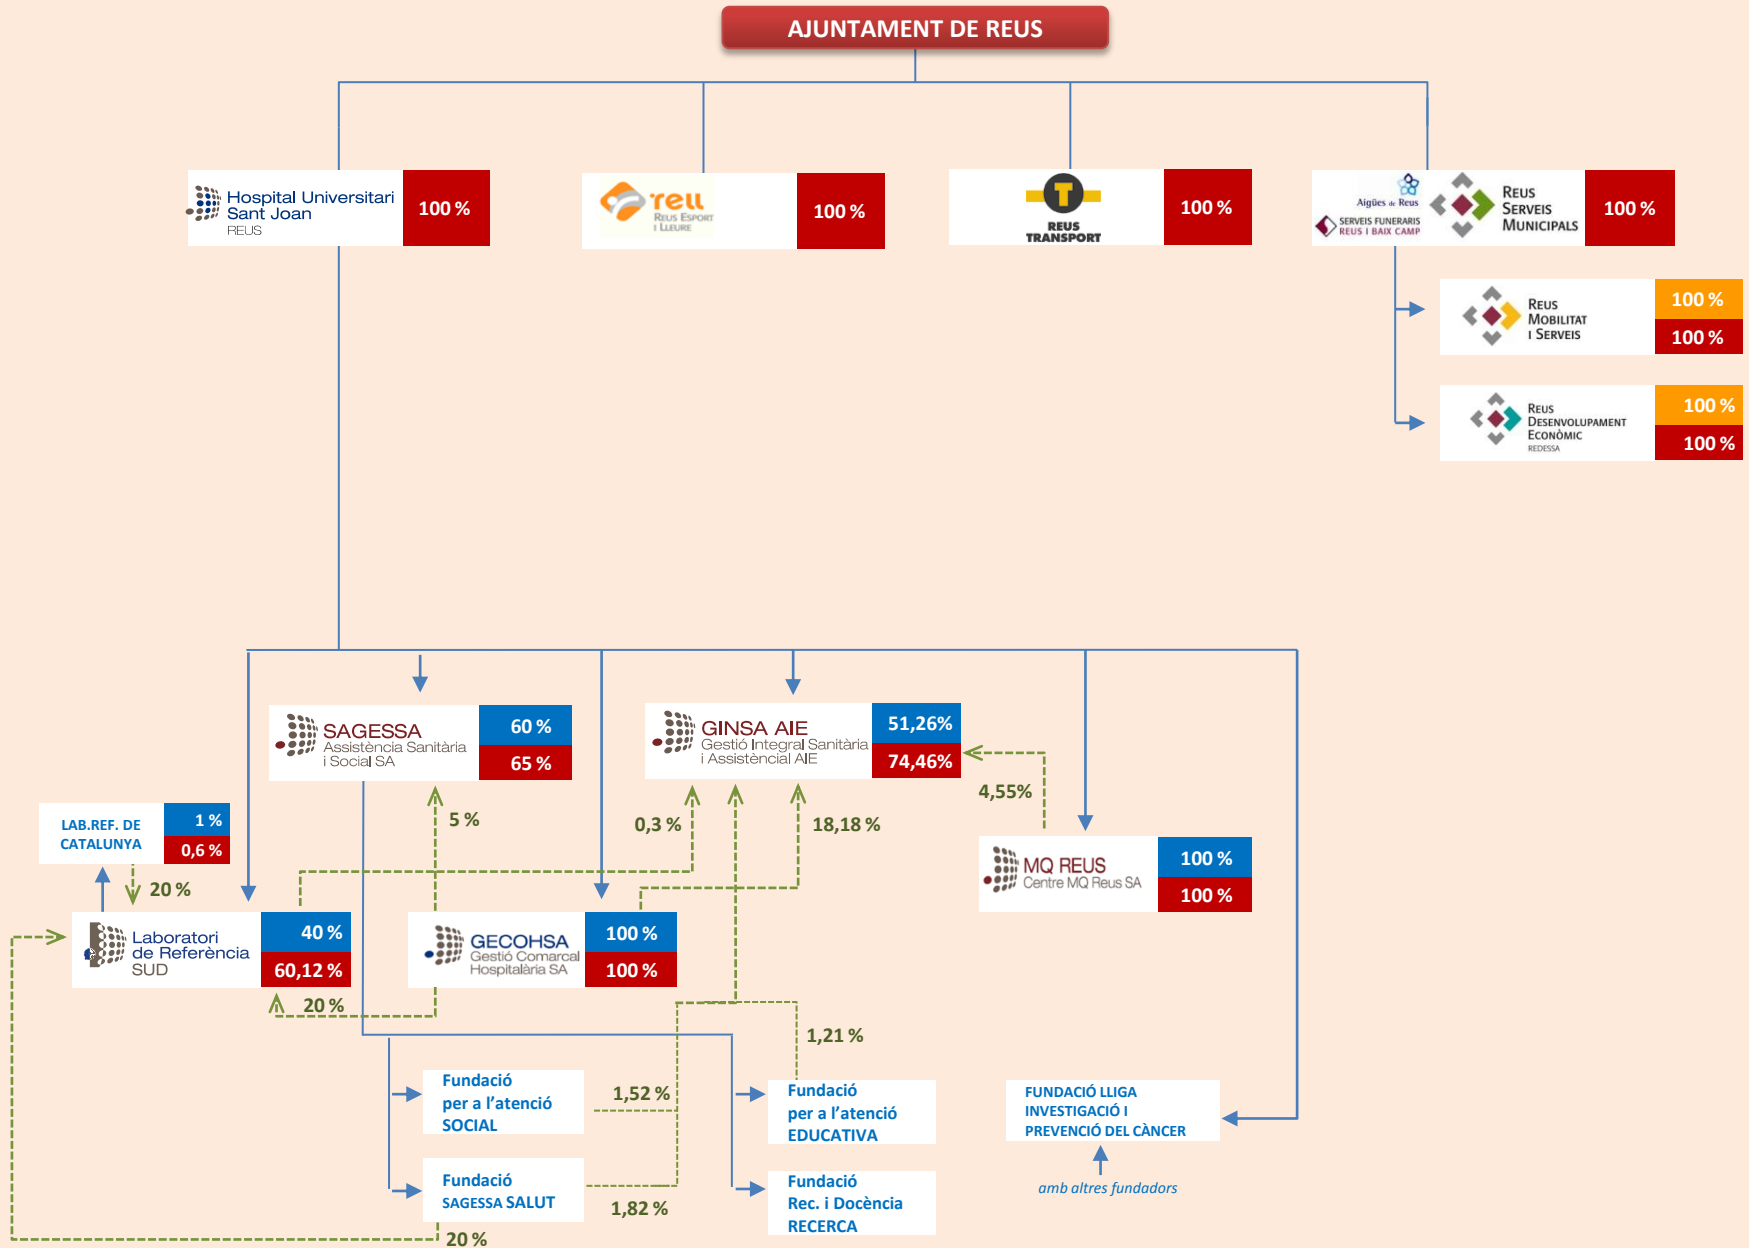 AJUNTAMENT DE REUS
Hospital Universitari
Sant Joan
REUS
100 %
rell
REUS ESPORT
I LLEURE
100 %
T
REUS
TRANSPORT
100 %
Aigües de Reus
SERVEIS FUNERARIS
REUS I BAIX CAMP
REUS
SERVEIS
MUNICIPALS
100 %
REUS
MOBILITAT
I SERVEIS
100 %
100 %
REUS
DESENVOLUPAMENT
ECONÒMIC
REDESSA
100 %
100 %
SAGESSA
Assistència Sanitària
i Social SA
60 %
65 %
GINSA AIE
Gestió Integral Sanitària
i Assistèncial AIE
51,26%
74,46%
4,55%
5 %
0,3 %
18,18 %
LAB.REF. DE
CATALUNYA
1 %
0,6 %
20 %
MQ REUS
Centre MQ Reus SA
100 %
100 %
Laboratori
de Referència
SUD
40 %
60,12 %
GECOHSA
Gestió Comarcal
Hospitalària SA
100 %
100 %
20 %
1,21 %
Fundació
per a l’atenció
SOCIAL
1,52 %
Fundació
per a l’atenció
EDUCATIVA
FUNDACIÓ LLIGA
INVESTIGACIÓ I
PREVENCIÓ DEL CÀNCER
amb altres fundadors
Fundació
SAGESSA SALUT
1,82 %
Fundació
Rec. i Docència
RECERCA
20 %